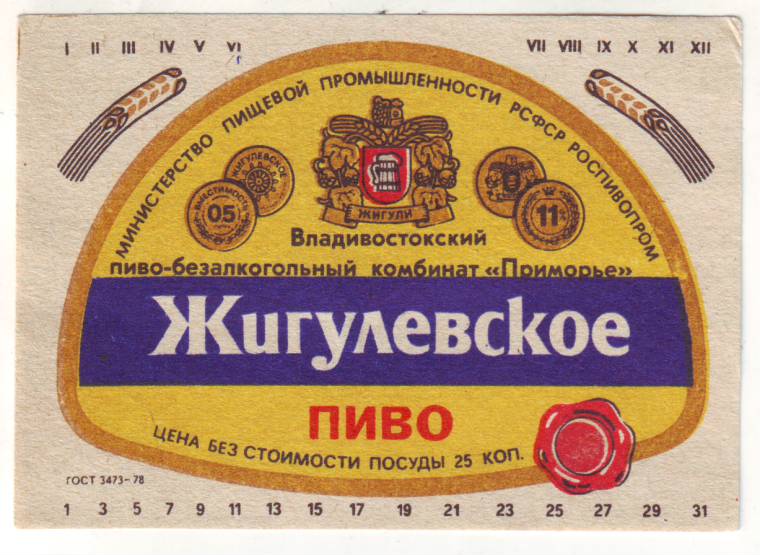 I II III IV V VI VII VIII IX X XI XII
МИНИСТЕРСТВО ПИЩЕВОЙ ПРОМЫШЛЕННОСТИ РСФСР РОСПИВОПРОМ
ЖИГУЛЕВСКОЕ
ВМЕСТИМОСТЬ
05
11%
ЖИГУЛИ
Владивостокский
пиво-безалкогольный комбинат «Приморье»
Жигулевское
ПИВО
ЦЕНА БЕЗ СТОИМОСТИ ПОСУДЫ 25 КОП.
ГОСТ 3473-78
1 3 5 7 9 11 13 15 17 19 21 23 25 27 29 31